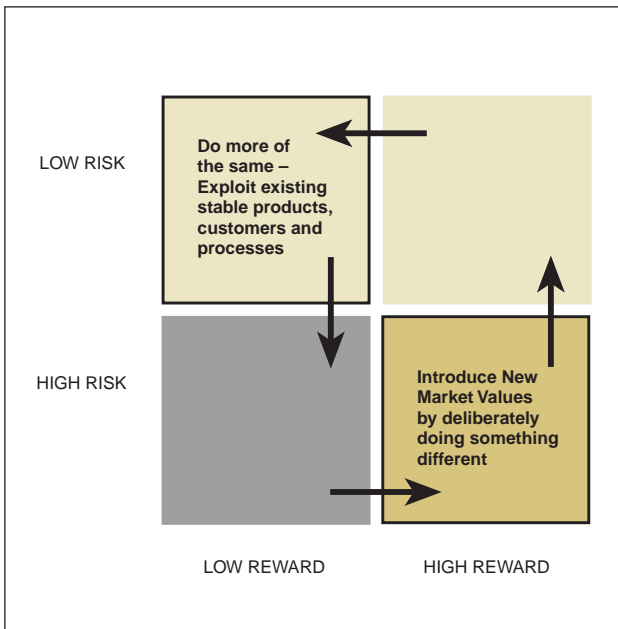 LOW RISK
Do more of
the same –
Exploit existing
stable products,
customers and
processes
HIGH RISK
Introduce New
Market Values
by deliberately
doing something
different
LOW REWARD
HIGH REWARD